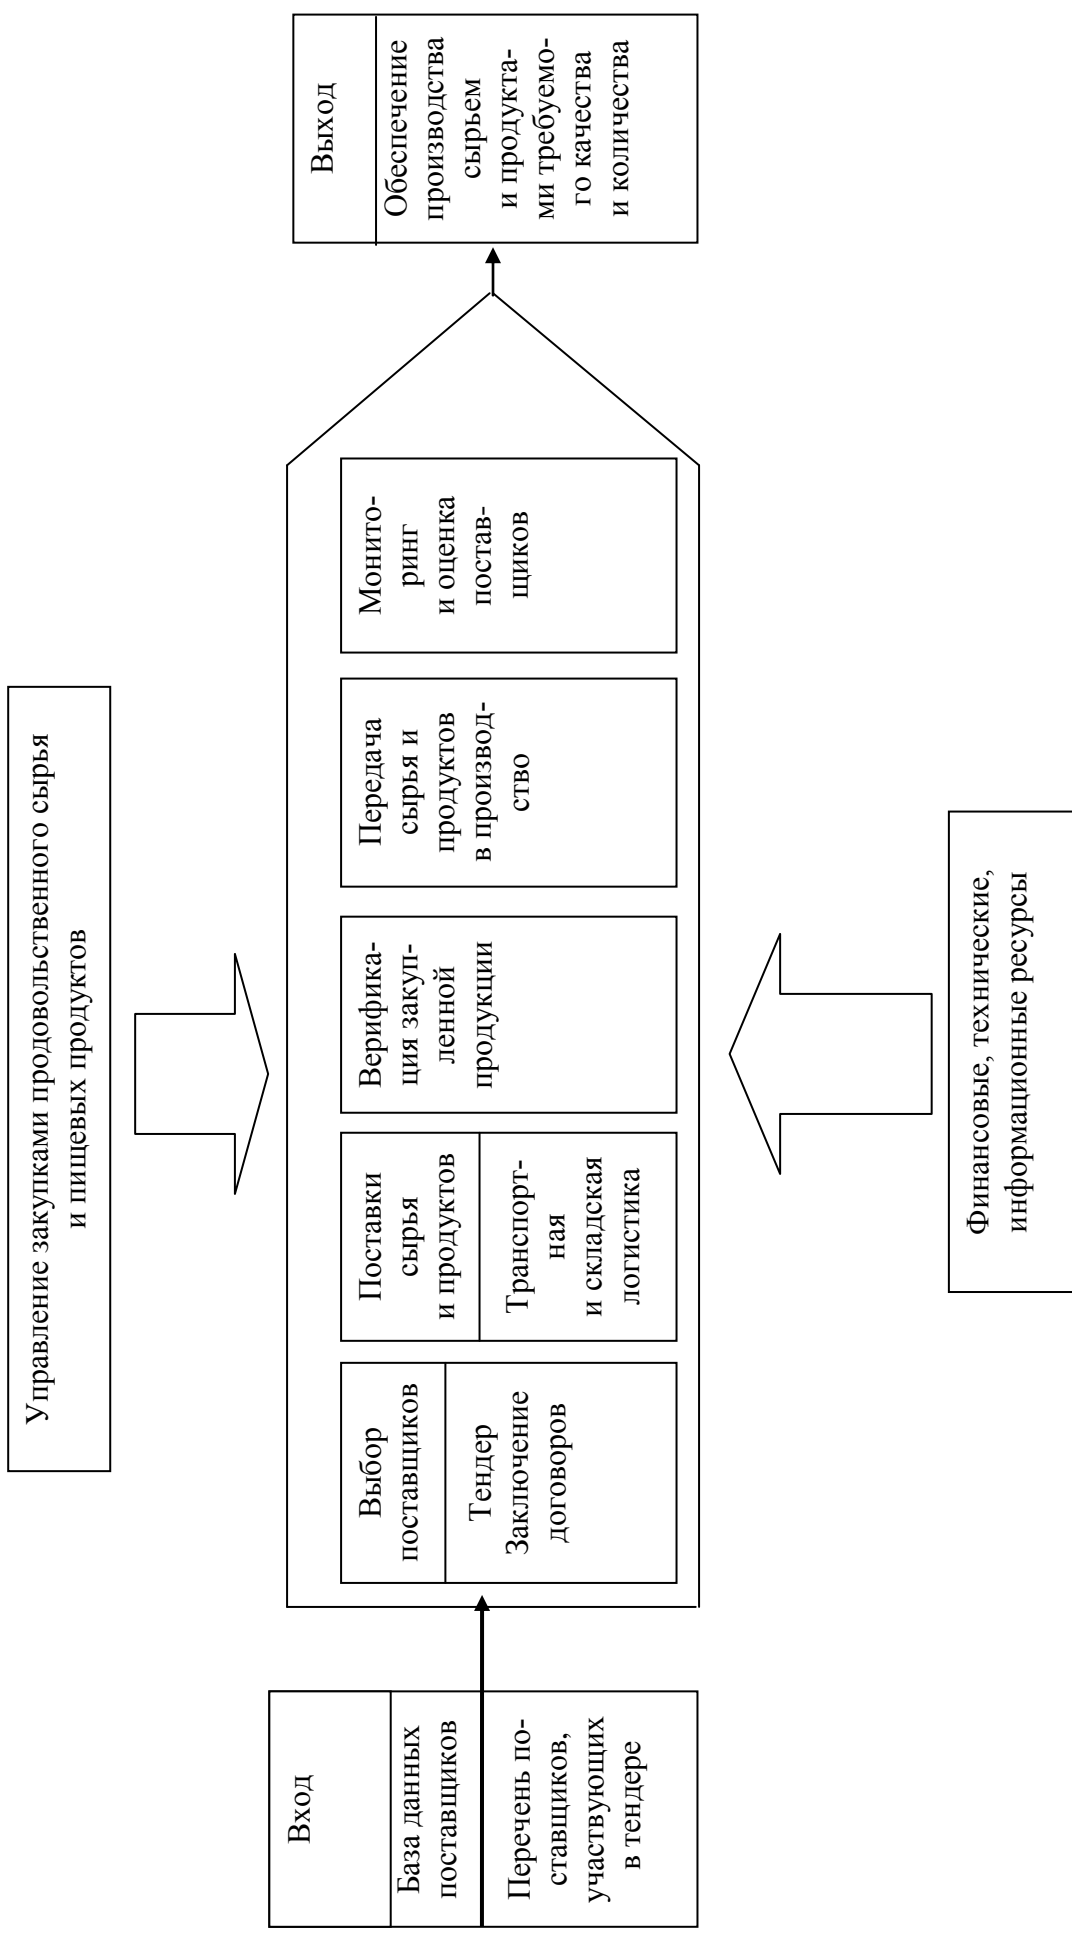 Управление закупками продовольственного сырья
и пищевых продуктов
Вход
База данных
поставщиков
Перечень по-
ставщиков,
участвующих
в тендере
Выбор
поставщиков
Тендер
Заключение
договоров
Поставки
сырья
и продуктов
Транспорт-
ная
и складская
логистика
Верифика-
ция закуп-
ленной
продукции
Передача
сырья и
продуктов
в производ-
ство
Монито-
ринг
и оценка
постав-
щиков
Выход
Обеспечение
производства
сырьем
и продукта-
ми требуемо-
го качества
и количества
Финансовые, технические,
информационные ресурсы